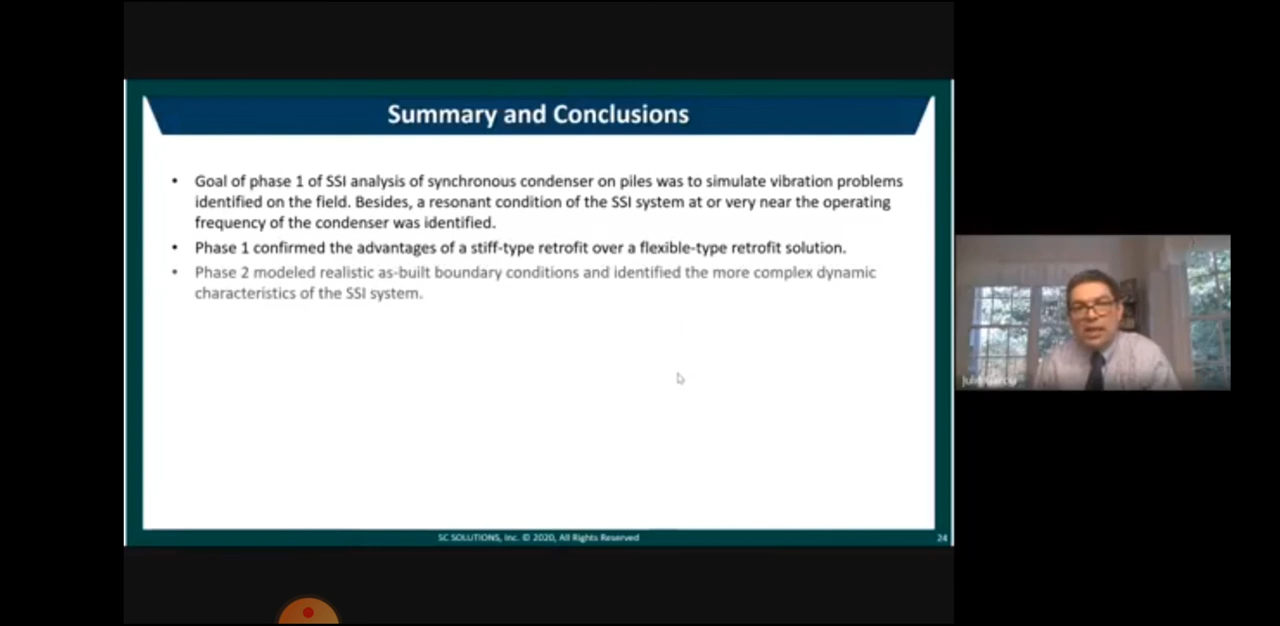 Summary and Conclusions
• Goal of phase 1 of SSI analysis of synchronous condenser on piles was to simulate vibration problems
identified on the field. Besides, a resonant condition of the SSI system at or very near the operating
frequency of the condenser was identified.
• Phase 1 confirmed the advantages of a stiff-type retrofit over a flexible-type retrofit solution.
• Phase 2 modeled realistic as-built boundary conditions and identified the more complex dynamic
characteristics of the SSI system.
SC SOLUTIONS, Inc. © 2020, All Rights Reserved
24